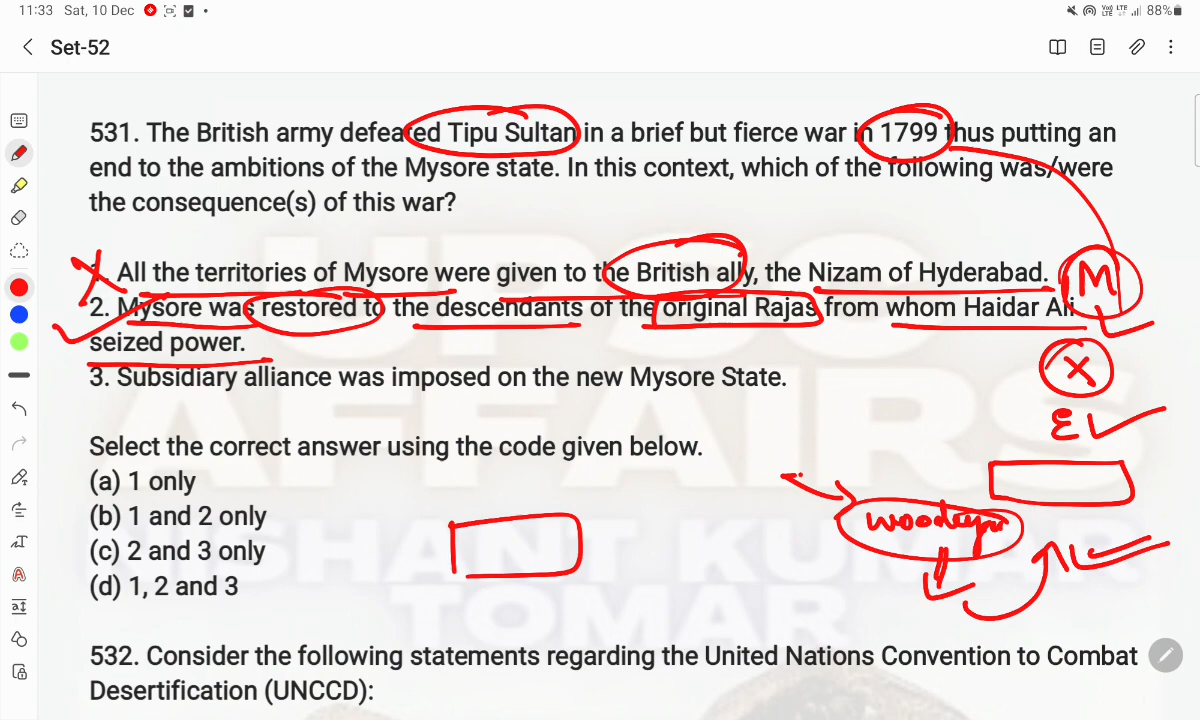 11:33 Sat, 10 Dec
88%
Set-52
531. The British army defeated Tipu Sultan in a brief but fierce war in 1799 thus putting an
end to the ambitions of the Mysore state. In this context, which of the following was/were
the consequence(s) of this war?
1. All the territories of Mysore were given to the British ally, the Nizam of Hyderabad.
M
2. Mysore was restored to the descendants of the original Rajas from whom Haidar Ali
seized power.
X
3. Subsidiary alliance was imposed on the new Mysore State.
E
Select the correct answer using the code given below.
(a) 1 only
(b) 1 and 2 only
(c) 2 and 3 only
(d) 1, 2 and 3
UPSC
AFFAIRS
NISHANT KUMAR
TOMAR
532. Consider the following statements regarding the United Nations Convention to Combat
Desertification (UNCCD):